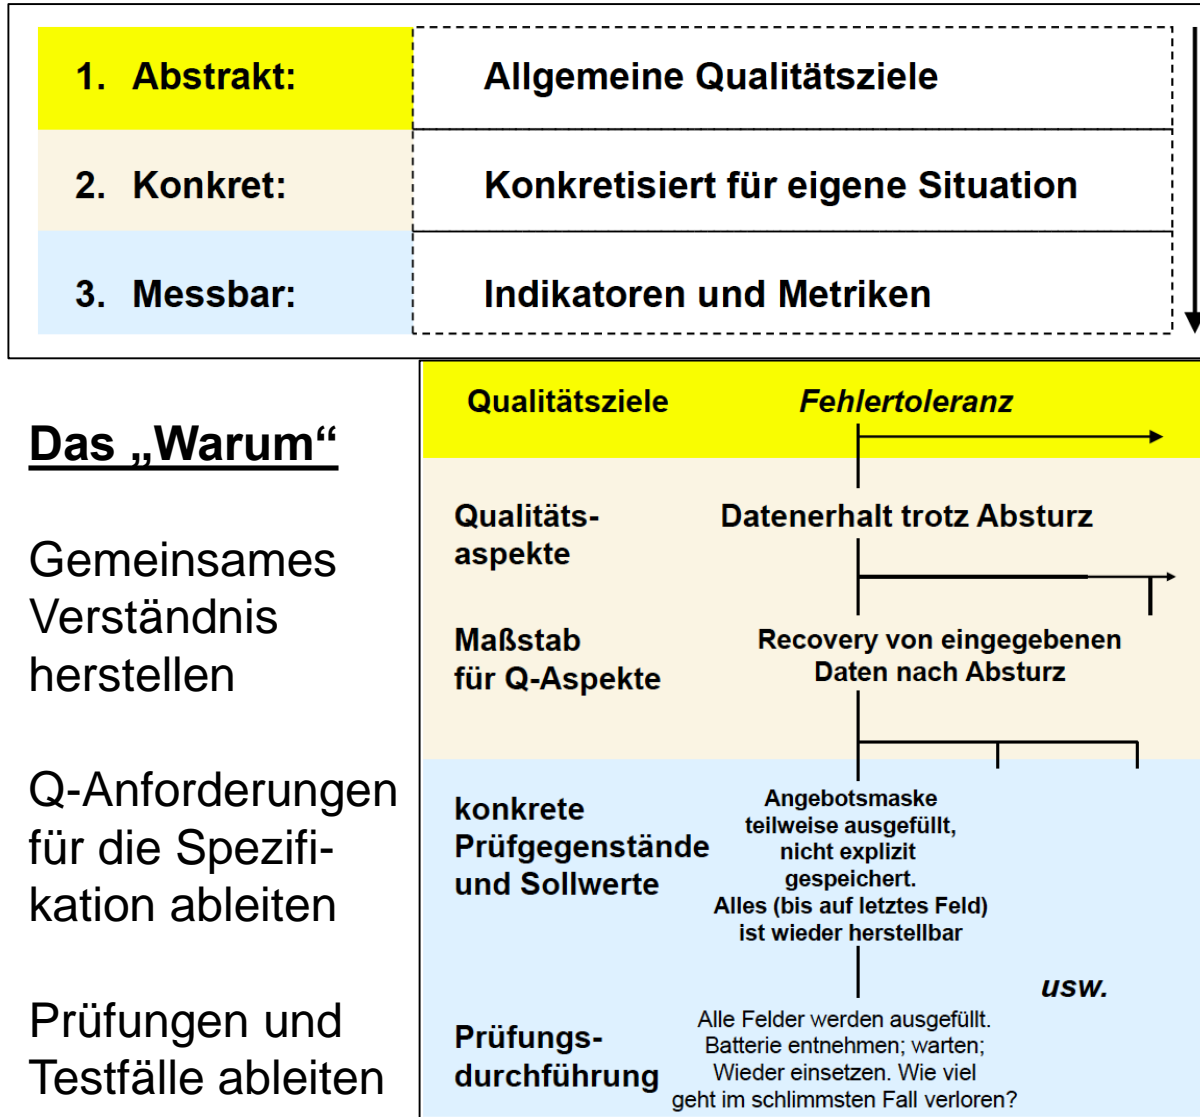 1. Abstrakt: Allgemeine Qualitätsziele
2. Konkret: Konkretisiert für eigene Situation
3. Messbar: Indikatoren und Metriken
Das „Warum“
Gemeinsames
Verständnis
herstellen
Q-Anforderungen
für die Spezifi-
kation ableiten
Prüfungen und
Testfälle ableiten
Qualitätsziele Fehlertoleranz
Qualitäts-
aspekte
Datenerhalt trotz Absturz
Maßstab
für Q-Aspekte
Recovery von eingegebenen
Daten nach Absturz
konkrete
Prüfgegenstände
und Sollwerte
Angebotsmaske
teilweise ausgefüllt,
nicht explizit
gespeichert.
Alles (bis auf letztes Feld)
ist wieder herstellbar
usw.
Prüfungs-
durchführung
Alle Felder werden ausgefüllt.
Batterie entnehmen; warten;
Wieder einsetzen. Wie viel
geht im schlimmsten Fall verloren?